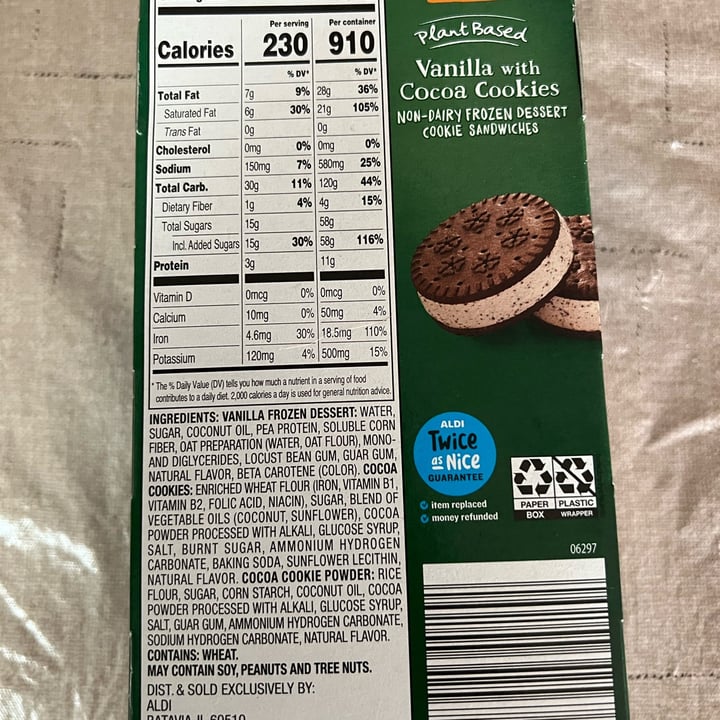 Per serving Per container
Calories 230 910
% DV* % DV*
Total Fat 7g 9% 28g 36%
Saturated Fat 6g 30% 21g 105%
Trans Fat 0g 0g
Cholesterol 0mg 0% 0mg 0%
Sodium 150mg 7% 580mg 25%
Total Carb. 30g 11% 120g 44%
Dietary Fiber 1g 4% 4g 15%
Total Sugars 15g 58g
Incl. Added Sugars 15g 30% 58g 116%
Protein 3g 11g
Vitamin D 0mcg 0% 0mcg 0%
Calcium 10mg 0% 50mg 4%
Iron 4.6mg 30% 18.5mg 110%
Potassium 120mg 4% 500mg 15%
* The % Daily Value (DV) tells you how much a nutrient in a serving of food
contributes to a daily diet. 2,000 calories a day is used for general nutrition advice.
INGREDIENTS: VANILLA FROZEN DESSERT: WATER,
SUGAR, COCONUT OIL, PEA PROTEIN, SOLUBLE CORN
FIBER, OAT PREPARATION (WATER, OAT FLOUR), MONO-
AND DIGLYCERIDES, LOCUST BEAN GUM, GUAR GUM,
NATURAL FLAVOR, BETA CAROTENE (COLOR). COCOA
COOKIES: ENRICHED WHEAT FLOUR (IRON, VITAMIN B1,
VITAMIN B2, FOLIC ACID, NIACIN), SUGAR, BLEND OF
VEGETABLE OILS (COCONUT, SUNFLOWER), COCOA
POWDER PROCESSED WITH ALKALI, GLUCOSE SYRUP,
SALT, BURNT SUGAR, AMMONIUM HYDROGEN
CARBONATE, BAKING SODA, SUNFLOWER LECITHIN,
NATURAL FLAVOR. COCOA COOKIE POWDER: RICE
FLOUR, SUGAR, CORN STARCH, COCONUT OIL, COCOA
POWDER PROCESSED WITH ALKALI, GLUCOSE SYRUP,
SALT, GUAR GUM, AMMONIUM HYDROGEN CARBONATE,
SODIUM HYDROGEN CARBONATE, NATURAL FLAVOR.
CONTAINS: WHEAT.
MAY CONTAIN SOY, PEANUTS AND TREE NUTS.
DIST. & SOLD EXCLUSIVELY BY:
ALDI
BATAVIA, IL 60510
Plant Based
Vanilla with
Cocoa Cookies
NON-DAIRY FROZEN DESSERT
COOKIE SANDWICHES
ALDI
Twice
as Nice
GUARANTEE
item replaced
money refunded
PAPER PLASTIC
BOX WRAPPER
06297